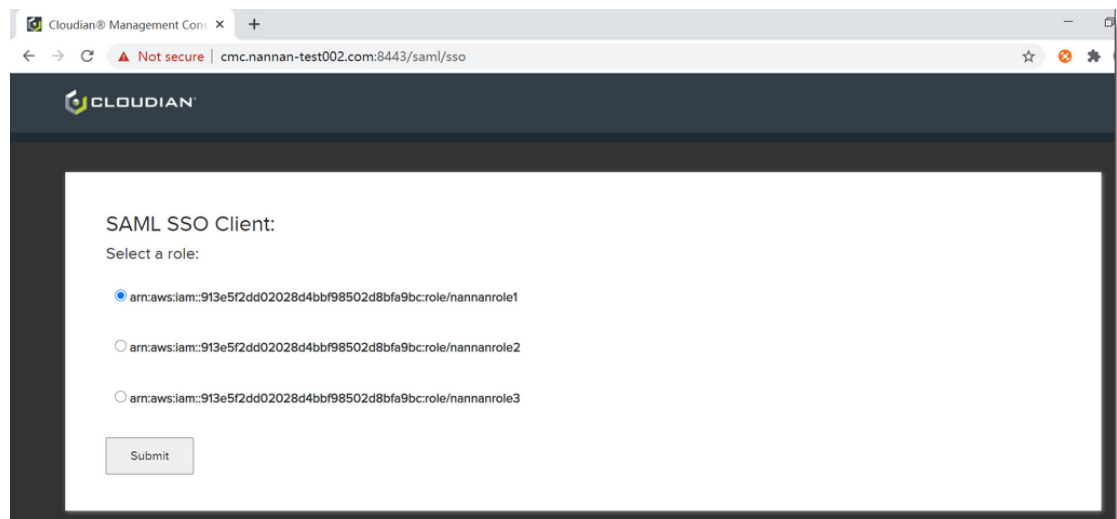 Cloudian® Management Cons
Not secure | cmc.nannan-test002.com:8443/saml/sso
CLOUDIAN®
SAML SSO Client:
Select a role:
arn:aws:iam::913e5f2dd02028d4bbf98502d8bfa9bc:role/nannanrole1
arn:aws:iam::913e5f2dd02028d4bbf98502d8bfa9bc:role/nannanrole2
arn:aws:iam::913e5f2dd02028d4bbf98502d8bfa9bc:role/nannanrole3
Submit